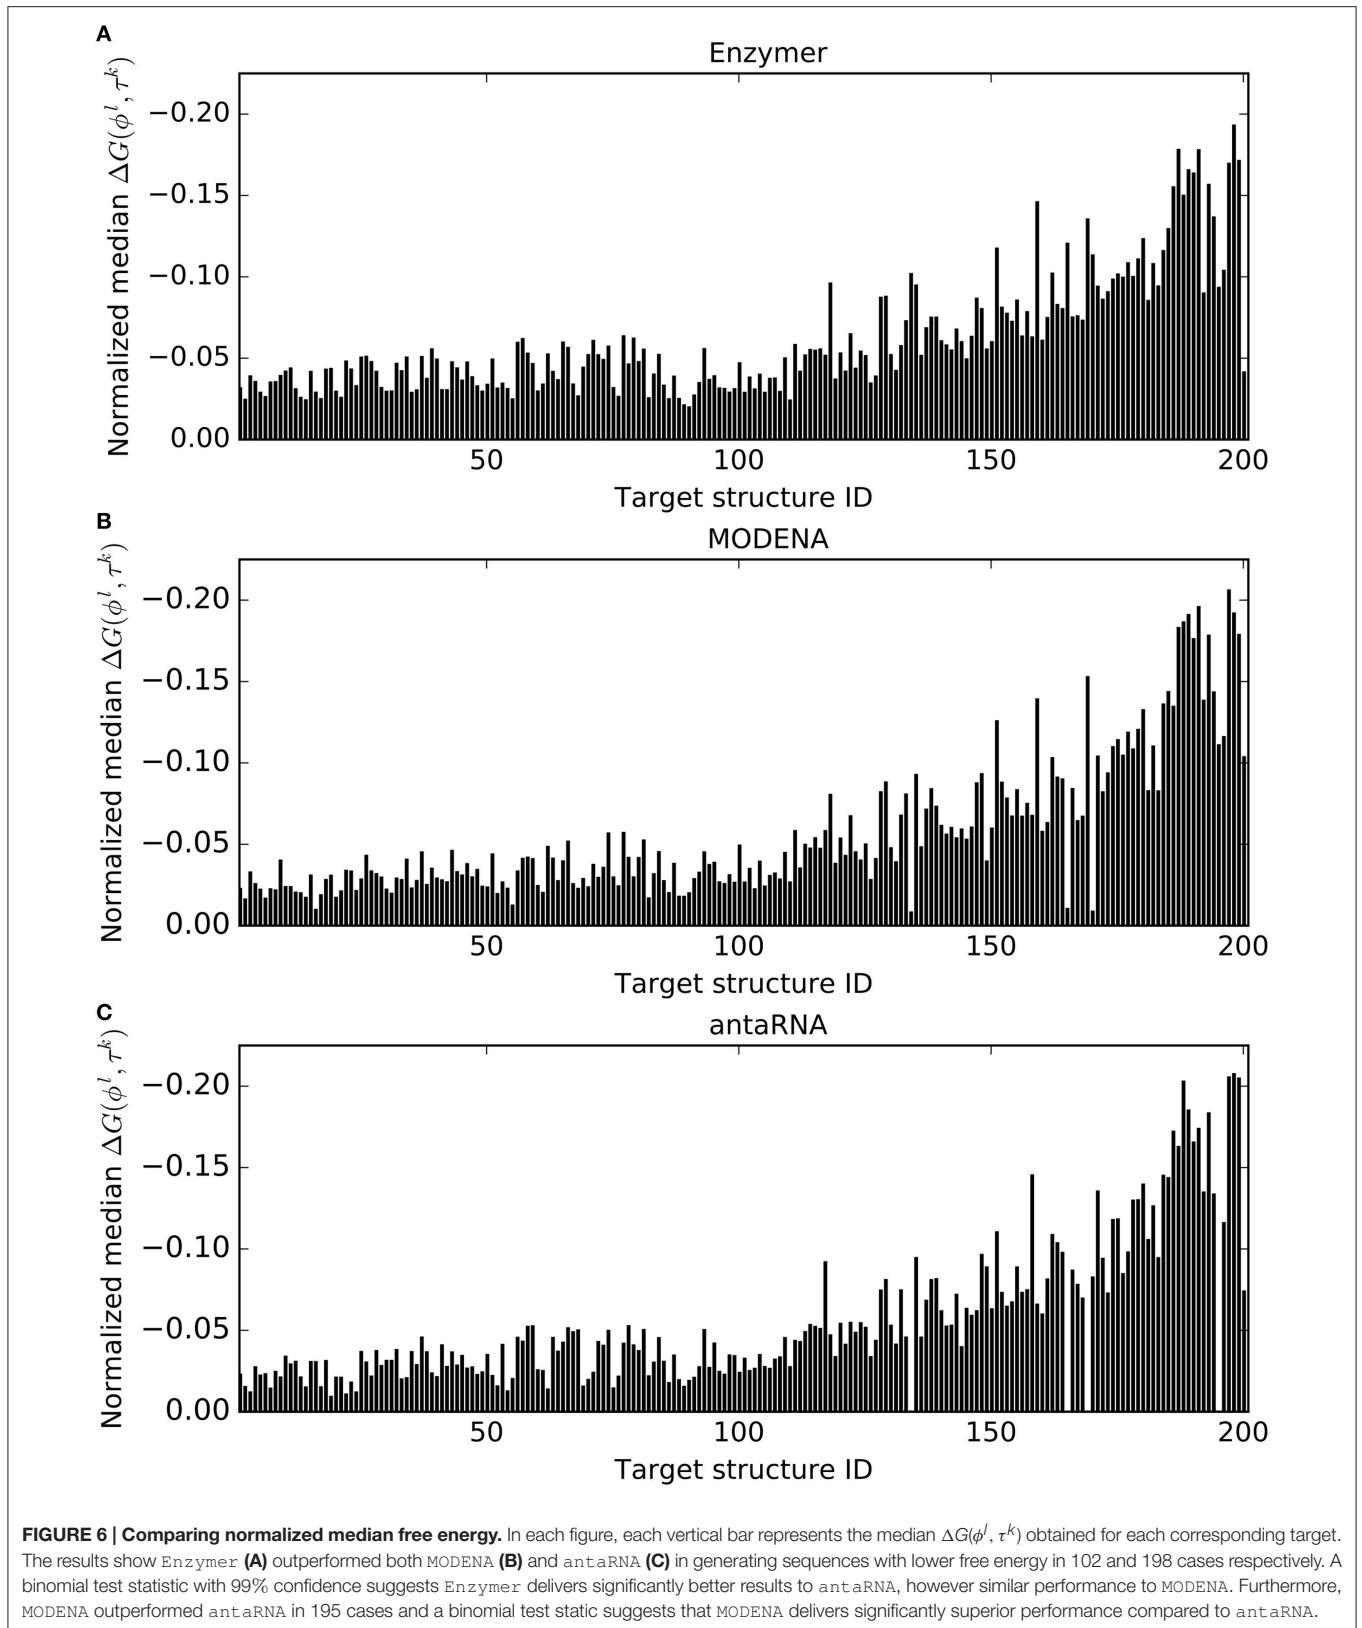 A
Enzymer
Normalized median ΔG(ϕ^l, τ^k)
−0.20
−0.15
−0.10
−0.05
0.00
50 100 150 200
Target structure ID
B
MODENA
Normalized median ΔG(ϕ^l, τ^k)
−0.20
−0.15
−0.10
−0.05
0.00
50 100 150 200
Target structure ID
C
antaRNA
Normalized median ΔG(ϕ^l, τ^k)
−0.20
−0.15
−0.10
−0.05
0.00
50 100 150 200
Target structure ID
FIGURE 6 | Comparing normalized median free energy. In each figure, each vertical bar represents the median ΔG(ϕ^l, τ^k) obtained for each corresponding target.
The results show Enzymer (A) outperformed both MODENA (B) and antaRNA (C) in generating sequences with lower free energy in 102 and 198 cases respectively. A
binomial test statistic with 99% confidence suggests Enzymer delivers significantly better results to antaRNA, however similar performance to MODENA. Furthermore,
MODENA outperformed antaRNA in 195 cases and a binomial test static suggests that MODENA delivers significantly superior performance compared to antaRNA.